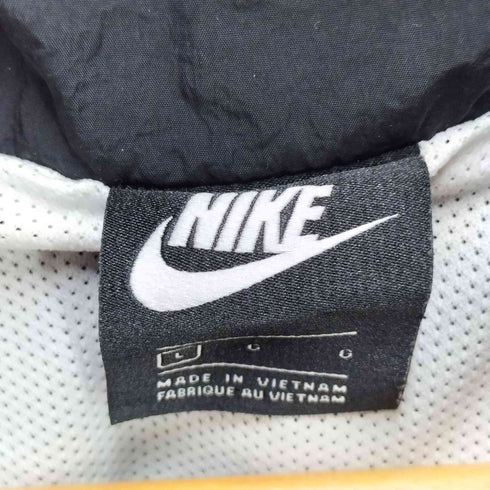 NIKE
L G G
MADE IN VIETNAM
FABRIQUE AU VIETNAM